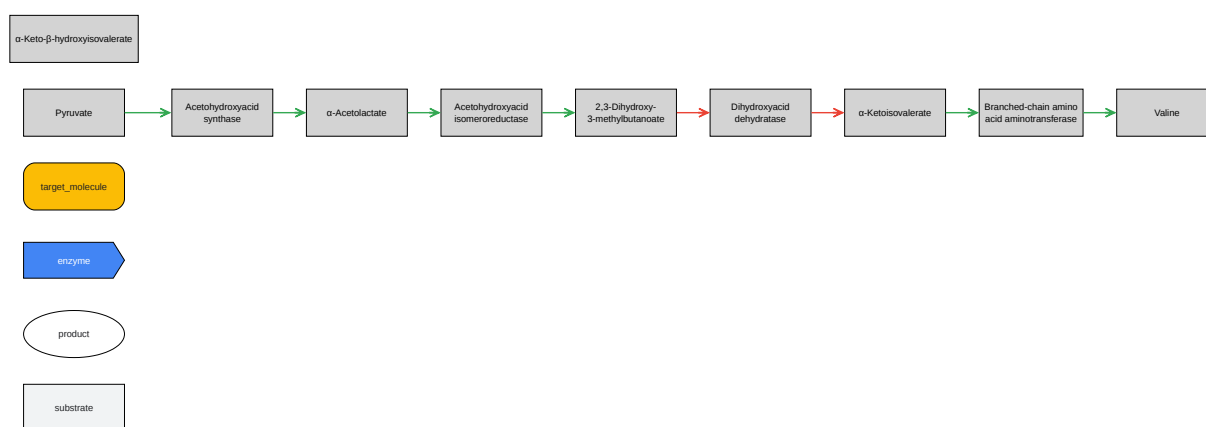 α-Keto-β-hydroxyisovalerate
Pyruvate
Acetohydroxyacid
synthase
α-Acetolactate
Acetohydroxyacid
isomeroreductase
2,3-Dihydroxy-
3-methylbutanoate
Dihydroxyacid
dehydratase
α-Ketoisovalerate
Branched-chain amino
acid aminotransferase
Valine
target_molecule
enzyme
product
substrate